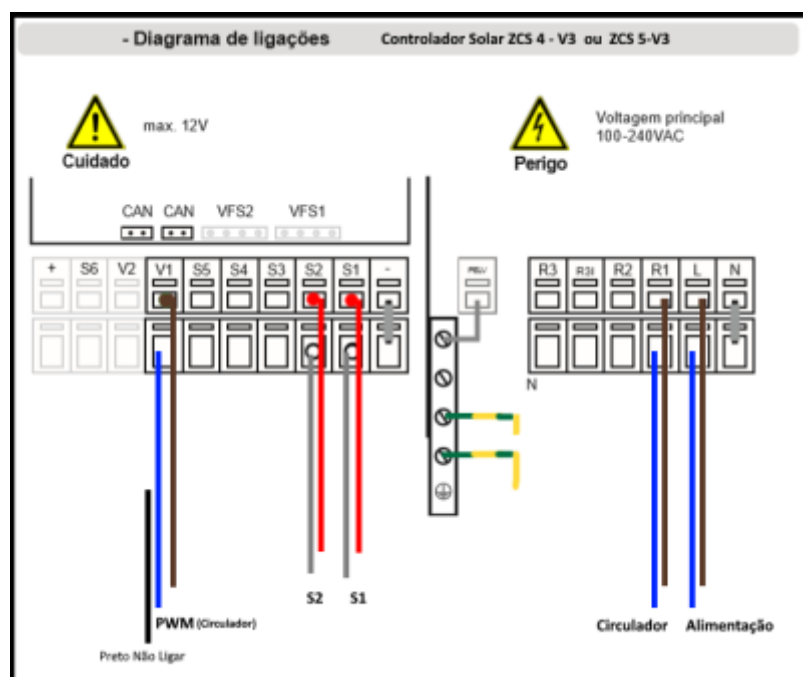 - Diagrama de ligações Controlador Solar ZCS 4 - V3 ou ZCS 5-V3
max. 12V
Cuidado
Voltagem principal
100-240VAC
Perigo
CAN CAN VFS2 VFS1
+ S6 V2 V1 S5 S4 S3 S2 S1 -
PELV
R3 R3I R2 R1 L N
N
S2 S1
PWM (Circulador)
Circulador Alimentação
Preto Não Ligar